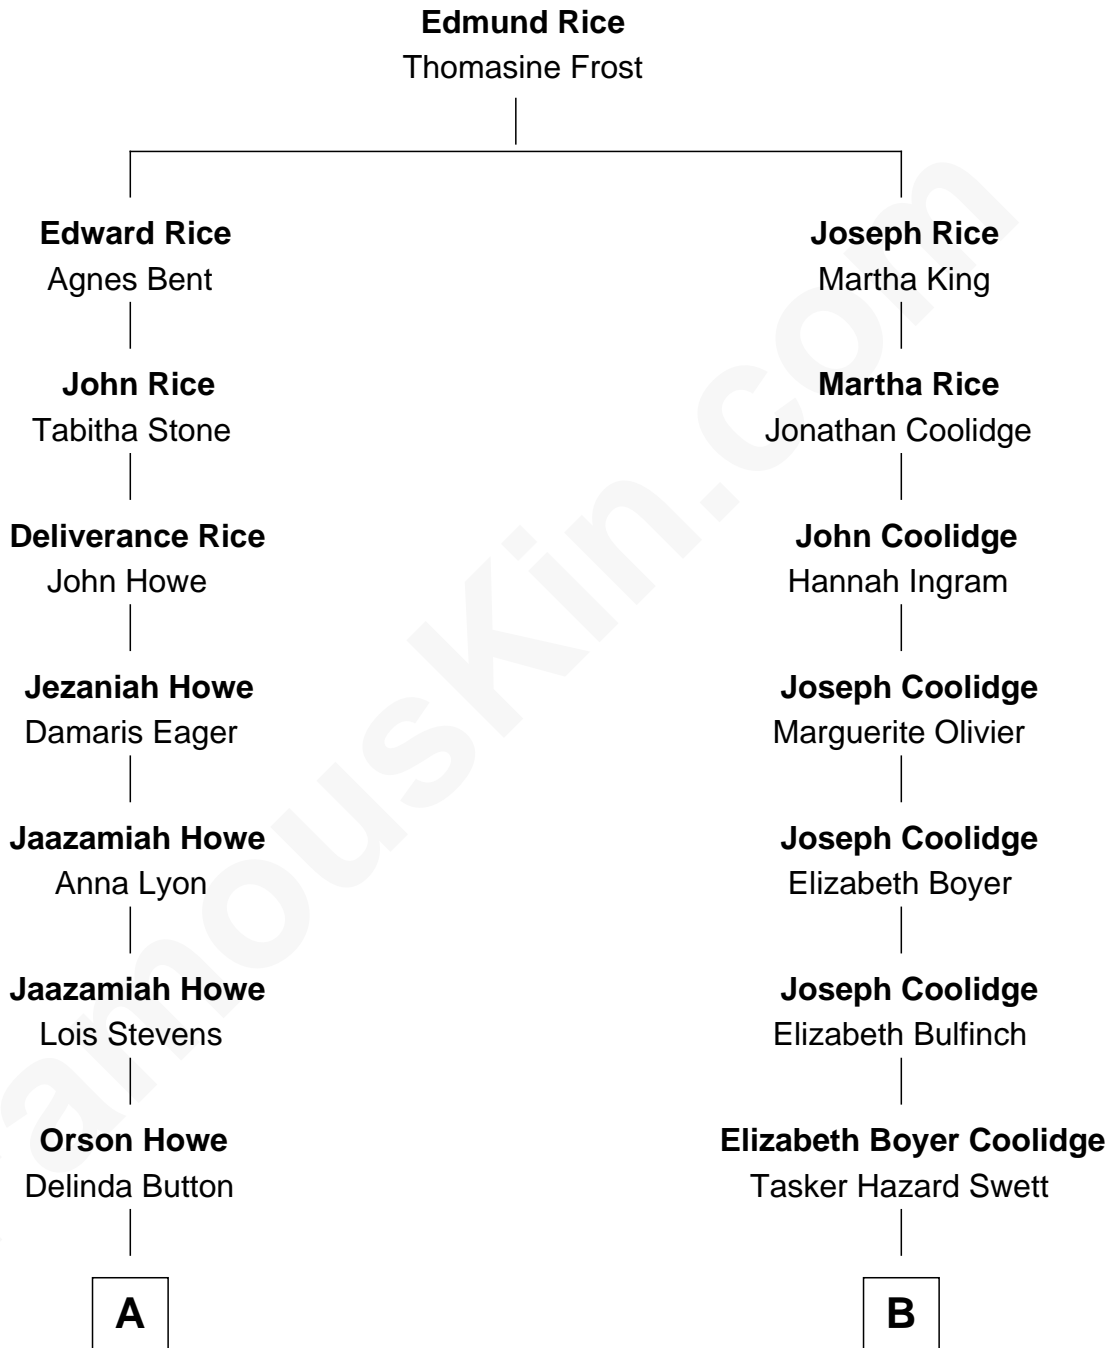 Edmund Rice
Thomasine Frost
Edward Rice
Agnes Bent
John Rice
Tabitha Stone
Deliverance Rice
John Howe
Jezaniah Howe
Damaris Eager
Jaazamiah Howe
Anna Lyon
Jaazamiah Howe
Lois Stevens
Orson Howe
Delinda Button
A
Joseph Rice
Martha King
Martha Rice
Jonathan Coolidge
John Coolidge
Hannah Ingram
Joseph Coolidge
Marguerite Olivier
Joseph Coolidge
Elizabeth Boyer
Joseph Coolidge
Elizabeth Bulfinch
Elizabeth Boyer Coolidge
Tasker Hazard Swett
B
amouskin.com